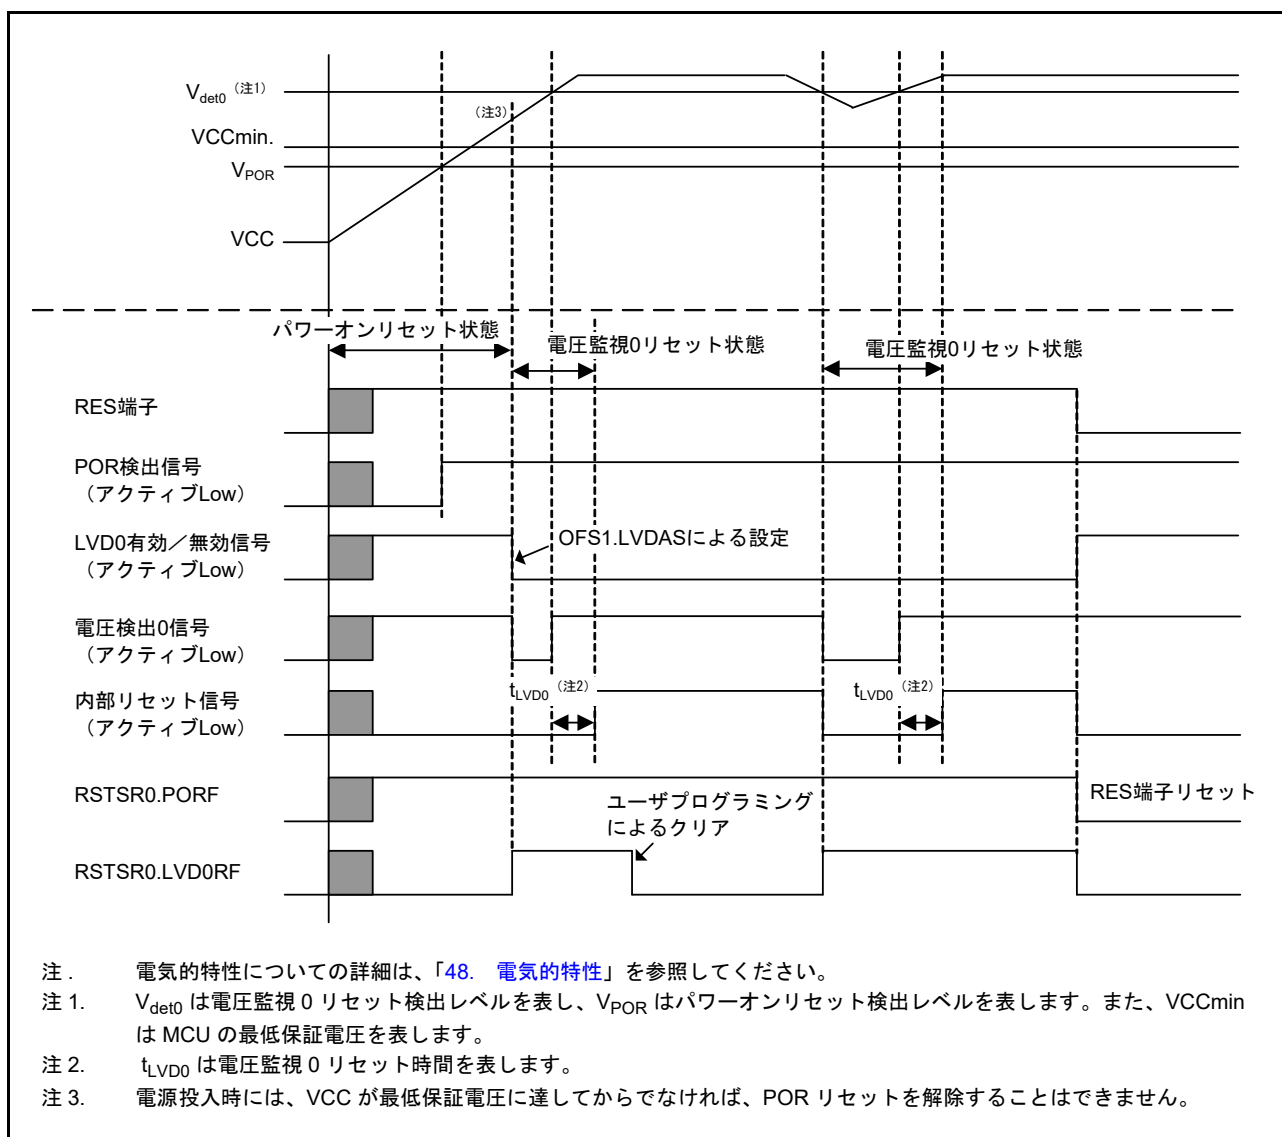 Vdet0（注1）
（注3）
VCCmin.
VPOR
VCC
パワーオンリセット状態
電圧監視0リセット状態
電圧監視0リセット状態
RES端子
POR検出信号
（アクティブLow）
LVD0有効／無効信号
（アクティブLow）
OFS1.LVDASによる設定
電圧検出0信号
（アクティブLow）
内部リセット信号
（アクティブLow）
tLVD0（注2）
tLVD0（注2）
RSTSR0.PORF
ユーザプログラミング
によるクリア
RES端子リセット
RSTSR0.LVD0RF
注 . 電気的特性についての詳細は、「48. 電気的特性」を参照してください。
注 1. Vdet0 は電圧監視 0 リセット検出レベルを表し、VPOR はパワーオンリセット検出レベルを表します。また、VCCmin
は MCU の最低保証電圧を表します。
注 2. tLVD0 は電圧監視 0 リセット時間を表します。
注 3. 電源投入時には、VCC が最低保証電圧に達してからでなければ、POR リセットを解除することはできません。